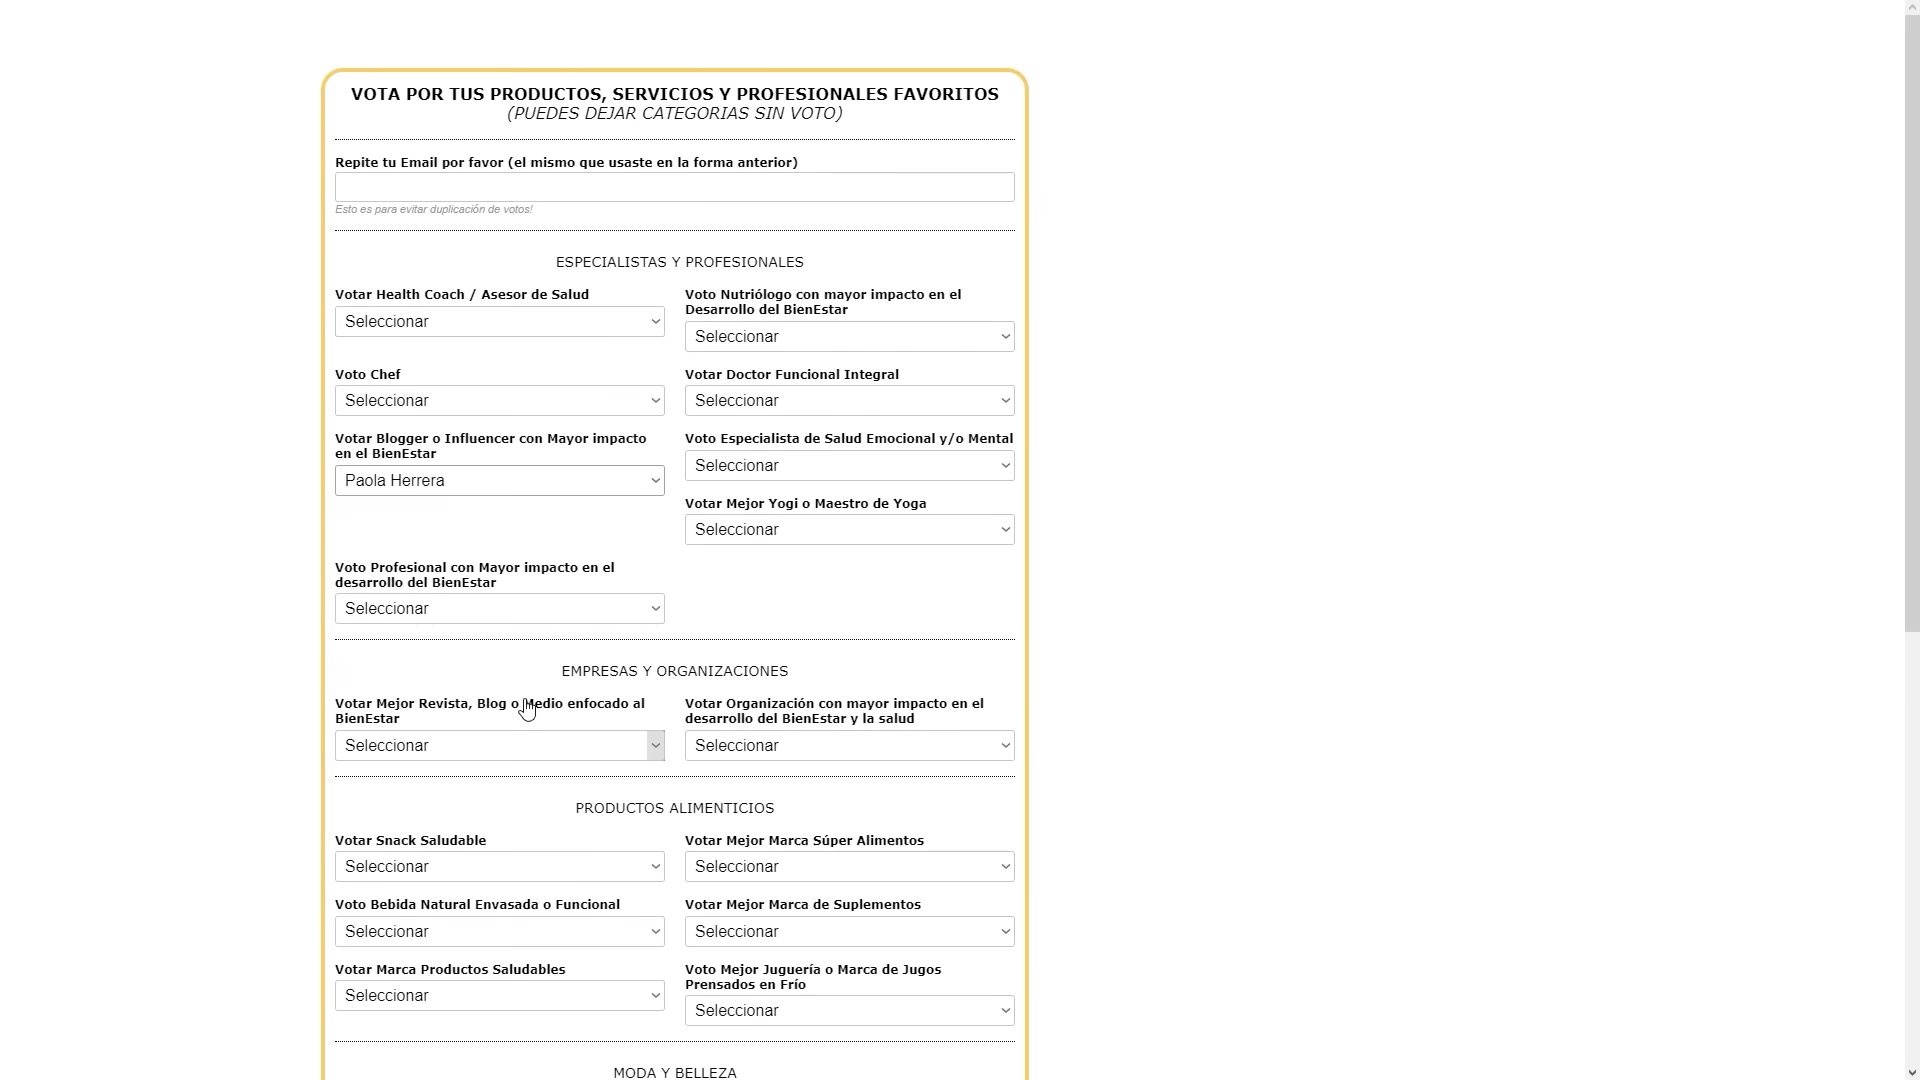 VOTA POR TUS PRODUCTOS, SERVICIOS Y PROFESIONALES FAVORITOS
(PUEDES DEJAR CATEGORIAS SIN VOTO)
Repite tu Email por favor (el mismo que usaste en la forma anterior)
Esto es para evitar duplicación de votos!
ESPECIALISTAS Y PROFESIONALES
Votar Health Coach / Asesor de Salud
Seleccionar
Voto Nutriólogo con mayor impacto en el
Desarrollo del BienEstar
Seleccionar
Voto Chef
Seleccionar
Votar Doctor Funcional Integral
Seleccionar
Votar Blogger o Influencer con Mayor impacto
en el BienEstar
Paola Herrera
Voto Especialista de Salud Emocional y/o Mental
Seleccionar
Votar Mejor Yogi o Maestro de Yoga
Seleccionar
Voto Profesional con Mayor impacto en el
desarrollo del BienEstar
Seleccionar
EMPRESAS Y ORGANIZACIONES
Votar Mejor Revista, Blog o Medio enfocado al
BienEstar
Seleccionar
Votar Organización con mayor impacto en el
desarrollo del BienEstar y la salud
Seleccionar
PRODUCTOS ALIMENTICIOS
Votar Snack Saludable
Seleccionar
Votar Mejor Marca Súper Alimentos
Seleccionar
Voto Bebida Natural Envasada o Funcional
Seleccionar
Votar Mejor Marca de Suplementos
Seleccionar
Votar Marca Productos Saludables
Seleccionar
Voto Mejor Juguería o Marca de Jugos
Prensados en Frío
Seleccionar
MODA Y BELLEZA